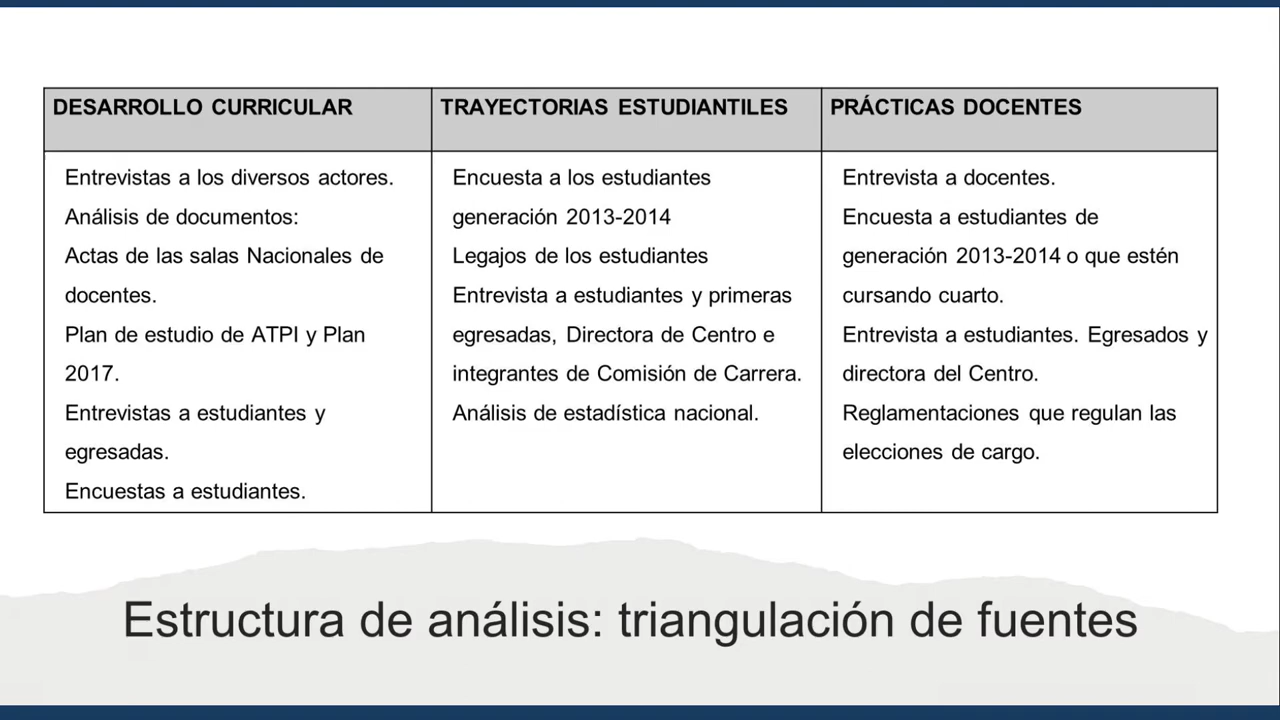 DESARROLLO CURRICULAR
TRAYECTORIAS ESTUDIANTILES
PRÁCTICAS DOCENTES
Entrevistas a los diversos actores.
Análisis de documentos:
Actas de las salas Nacionales de
docentes.
Plan de estudio de ATPI y Plan
2017.
Entrevistas a estudiantes y
egresadas.
Encuestas a estudiantes.
Encuesta a los estudiantes
generación 2013-2014
Legajos de los estudiantes
Entrevista a estudiantes y primeras
egresadas, Directora de Centro e
integrantes de Comisión de Carrera.
Análisis de estadística nacional.
Entrevista a docentes.
Encuesta a estudiantes de
generación 2013-2014 o que estén
cursando cuarto.
Entrevista a estudiantes. Egresados y
directora del Centro.
Reglamentaciones que regulan las
elecciones de cargo.
Estructura de análisis: triangulación de fuentes